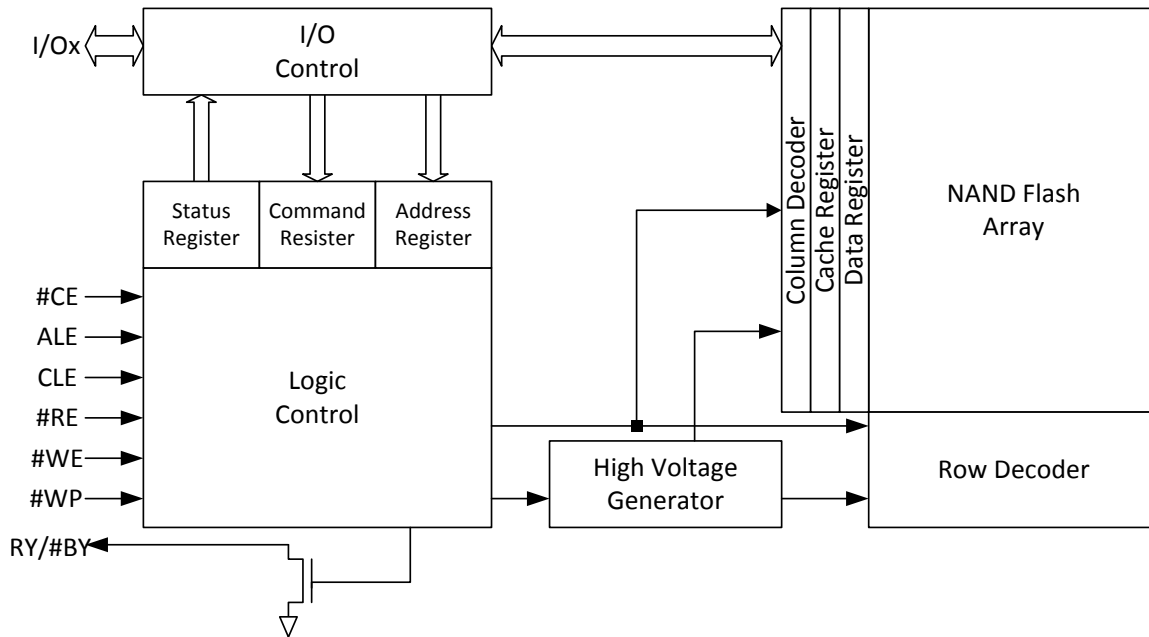 I/Ox
I/O
Control
Status
Register
Command
Resister
Address
Register
#CE
ALE
CLE
#RE
#WE
#WP
RY/#BY
Logic
Control
High Voltage
Generator
Column Decoder
Cache Register
Data Register
NAND Flash
Array
Row Decoder